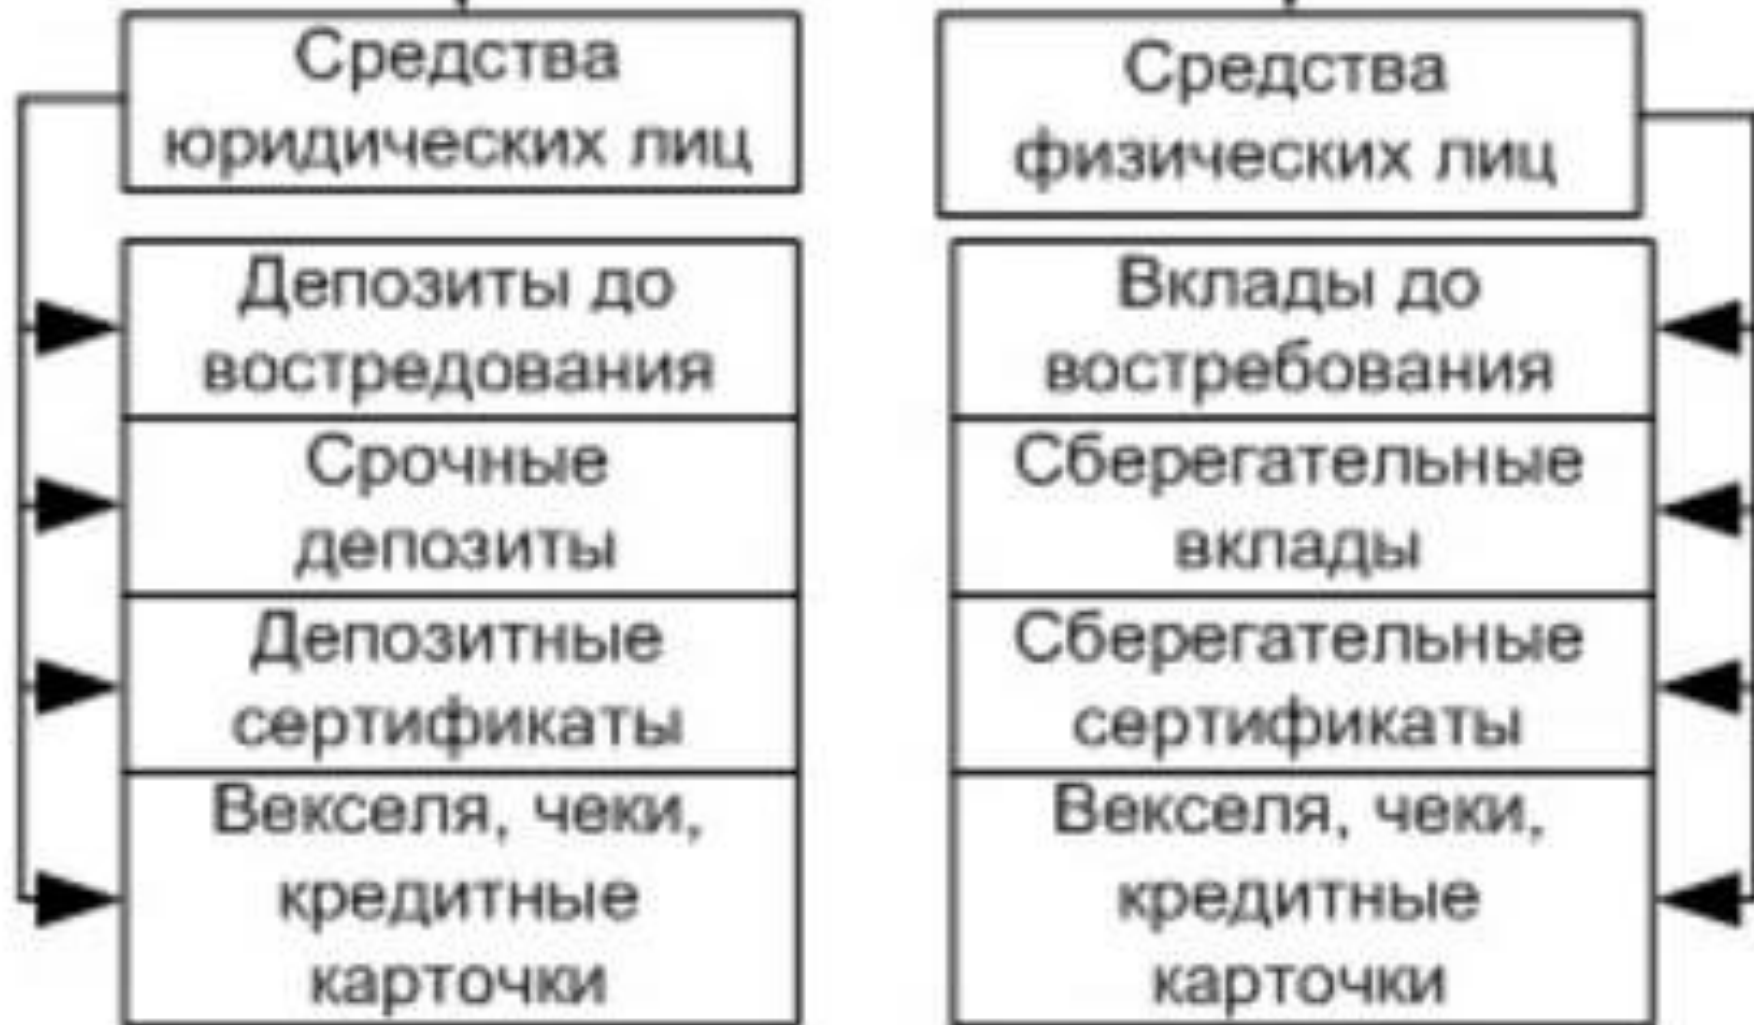 Средства
юридических лиц
Депозиты до
востредования
Срочные
депозиты
Депозитные
сертификаты
Векселя, чеки,
кредитные
карточки
Средства
физических лиц
Вклады до
востребования
Сберегательные
вклады
Сберегательные
сертификаты
Векселя, чеки,
кредитные
карточки